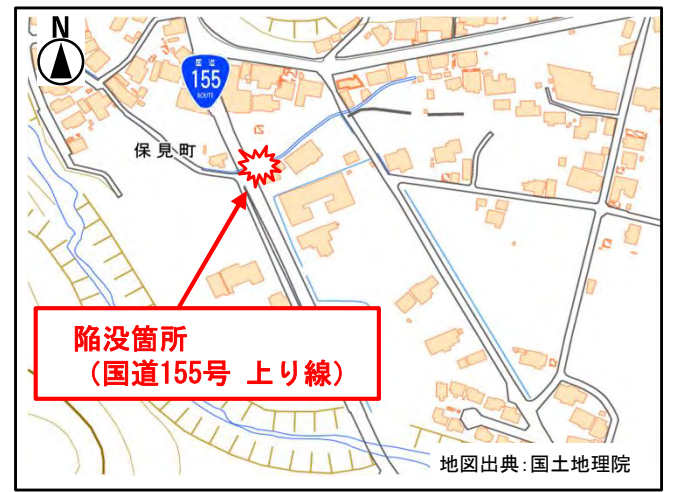 N
国道
155
ROUTE
保見町
陥没箇所
（国道155号 上り線）
地図出典：国土地理院